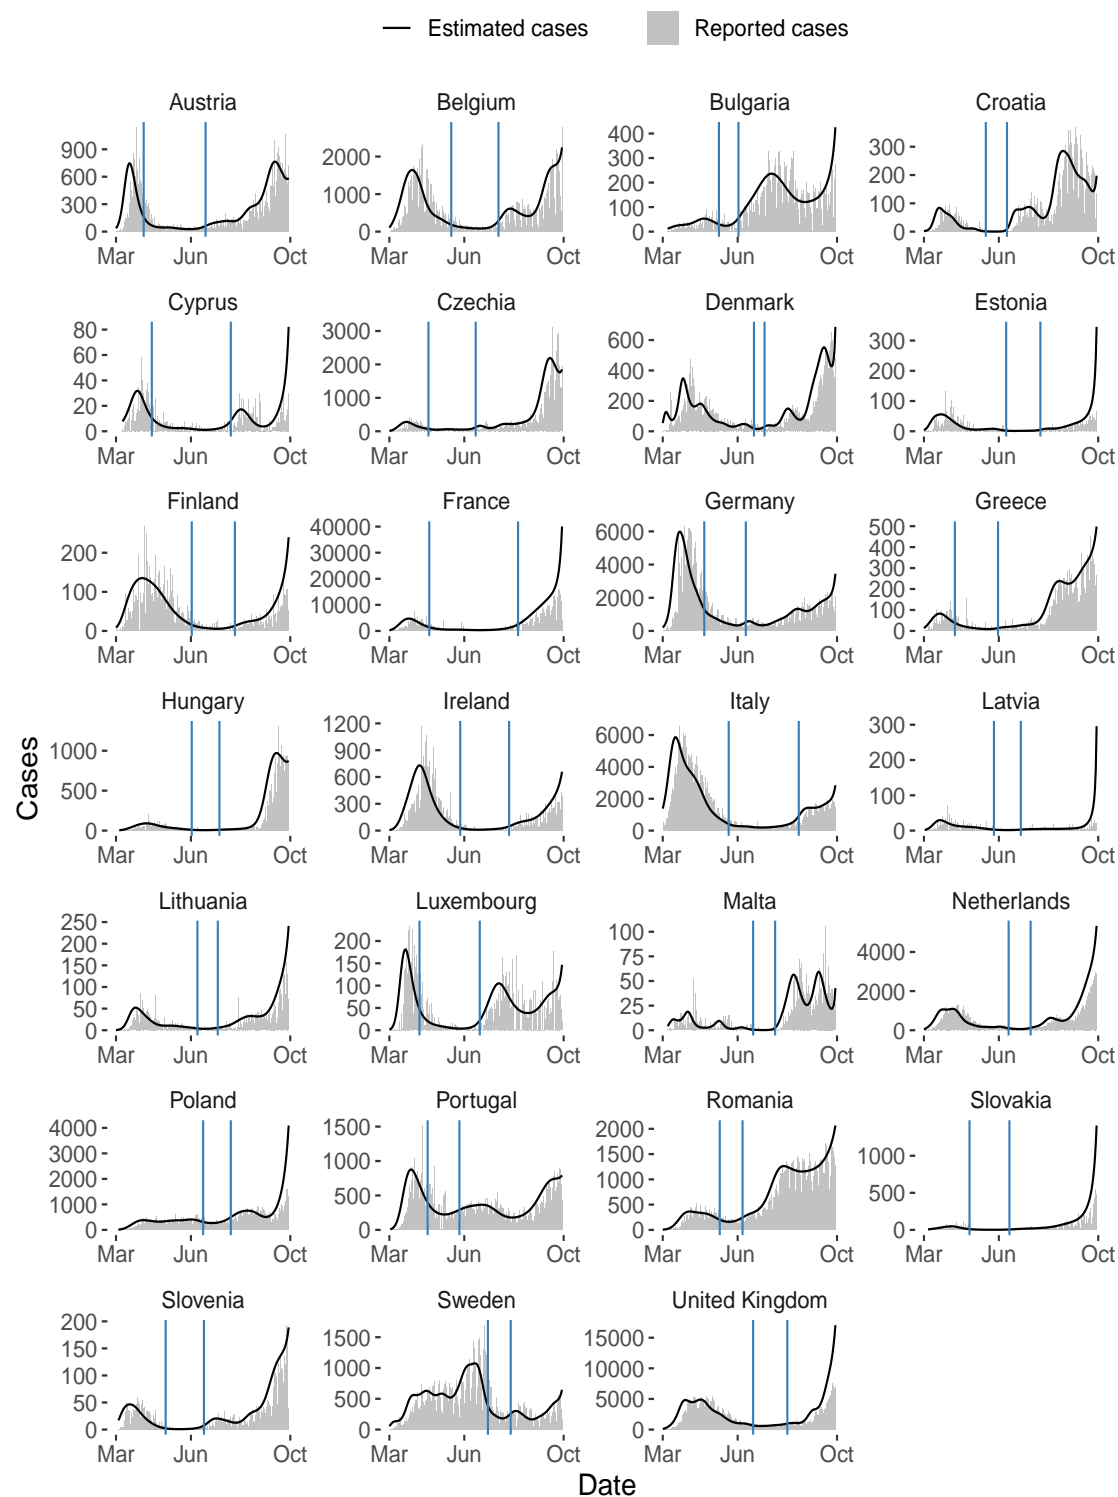 Estimated cases Reported cases
Austria Belgium Bulgaria Croatia
900 600 300 0 2000 1000 0 400 300 200 100 0 300 200 100 0
Mar Jun Oct Mar Jun Oct Mar Jun Oct Mar Jun Oct
Cyprus Czechia Denmark Estonia
80 60 40 20 0 3000 2000 1000 0 600 400 200 0 300 200 100 0
Mar Jun Oct Mar Jun Oct Mar Jun Oct Mar Jun Oct
Finland France Germany Greece
200 100 0 40000 30000 20000 10000 0 6000 4000 2000 0 500 400 300 200 100 0
Mar Jun Oct Mar Jun Oct Mar Jun Oct Mar Jun Oct
Hungary Ireland Italy Latvia
1000 500 0 1200 900 600 300 0 6000 4000 2000 0 300 200 100 0
Mar Jun Oct Mar Jun Oct Mar Jun Oct Mar Jun Oct
Cases
Lithuania Luxembourg Malta Netherlands
250 200 150 100 50 0 200 150 100 50 0 100 75 50 25 0 4000 2000 0
Mar Jun Oct Mar Jun Oct Mar Jun Oct Mar Jun Oct
Poland Portugal Romania Slovakia
4000 3000 2000 1000 0 1500 1000 500 0 2000 1500 1000 500 0 1000 500 0
Mar Jun Oct Mar Jun Oct Mar Jun Oct Mar Jun Oct
Slovenia Sweden United Kingdom
200 150 100 50 0 1500 1000 500 0 15000 10000 5000 0
Mar Jun Oct Mar Jun Oct Mar Jun Oct
Date